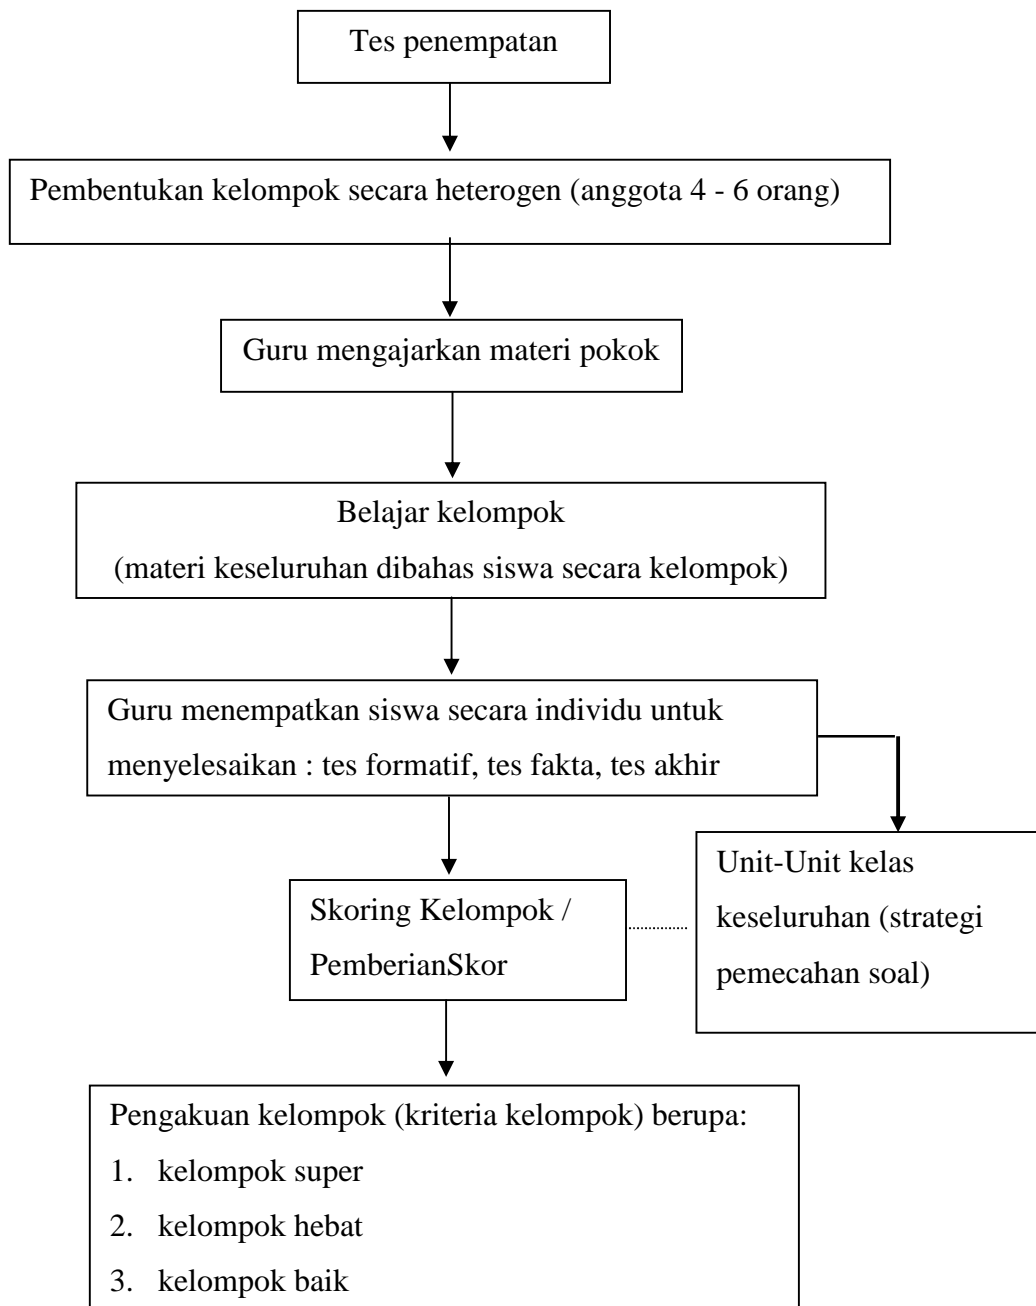 Tes penempatan
Pembentukan kelompok secara heterogen (anggota 4 - 6 orang)
Guru mengajarkan materi pokok
Belajar kelompok
(materi keseluruhan dibahas siswa secara kelompok)
Guru menempatkan siswa secara individu untuk
menyelesaikan : tes formatif, tes fakta, tes akhir
Skoring Kelompok /
PemberianSkor
Unit-Unit kelas
keseluruhan (strategi
pemecahan soal)
Pengakuan kelompok (kriteria kelompok) berupa:
1. kelompok super
2. kelompok hebat
3. kelompok baik